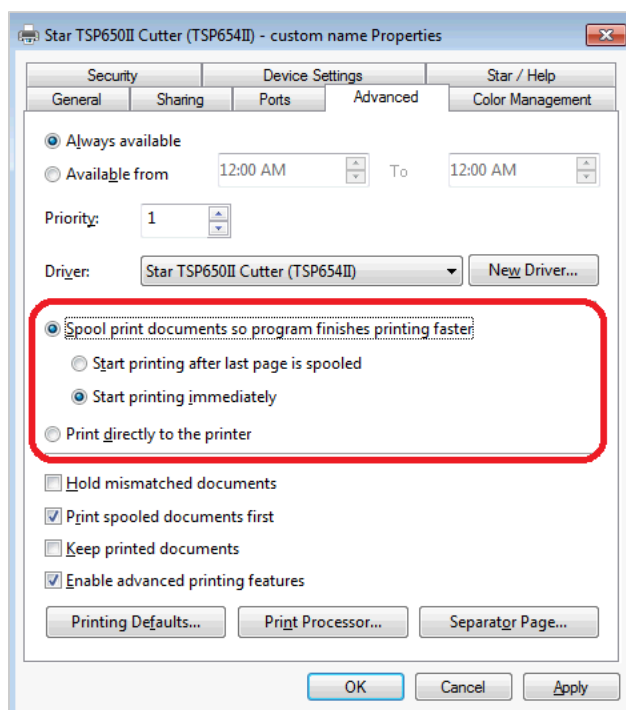 Star TSP650II Cutter (TSP654II) - custom name Properties
Security Device Settings Star / Help
General Sharing Ports Advanced Color Management
Always available
Available from 12:00 AM To 12:00 AM
Priority: 1
Driver: Star TSP650II Cutter (TSP654II) New Driver...
Spool print documents so program finishes printing faster
Start printing after last page is spooled
Start printing immediately
Print directly to the printer
Hold mismatched documents
Print spooled documents first
Keep printed documents
Enable advanced printing features
Printing Defaults... Print Processor... Separator Page...
OK Cancel Apply